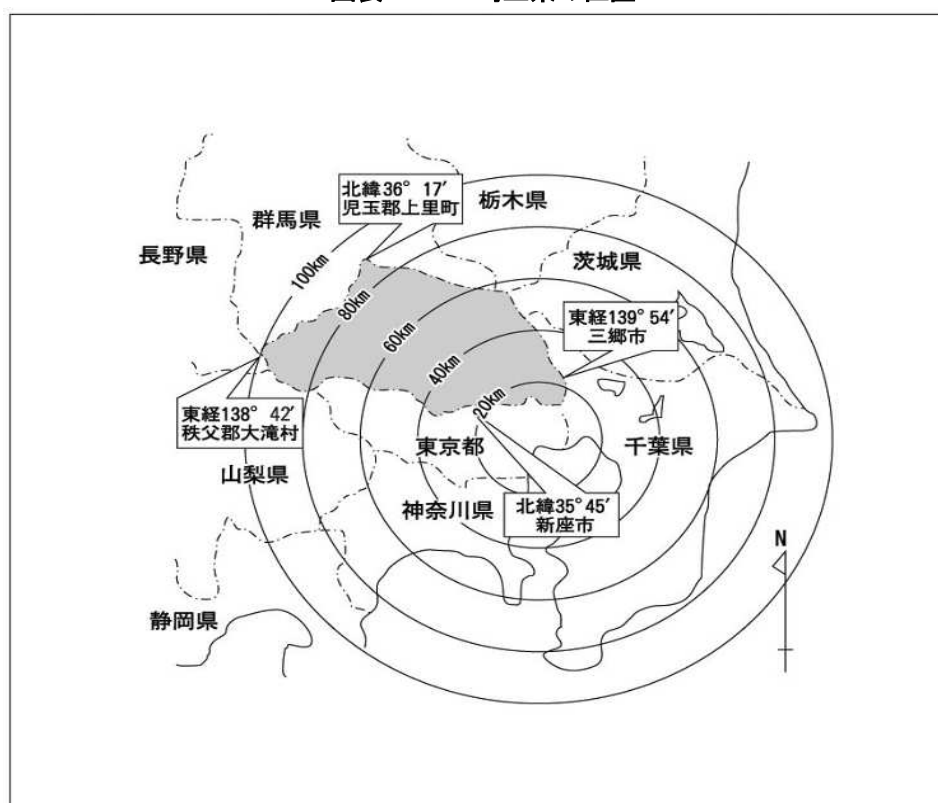 北緯36° 17′
児玉郡上里町
栃木県
群馬県
長野県
茨城県
100km
80km
60km
40km
20km
東経139° 54′
三郷市
東経138° 42′
秩父郡大滝村
東京都
千葉県
山梨県
神奈川県
北緯35° 45′
新座市
N
静岡県